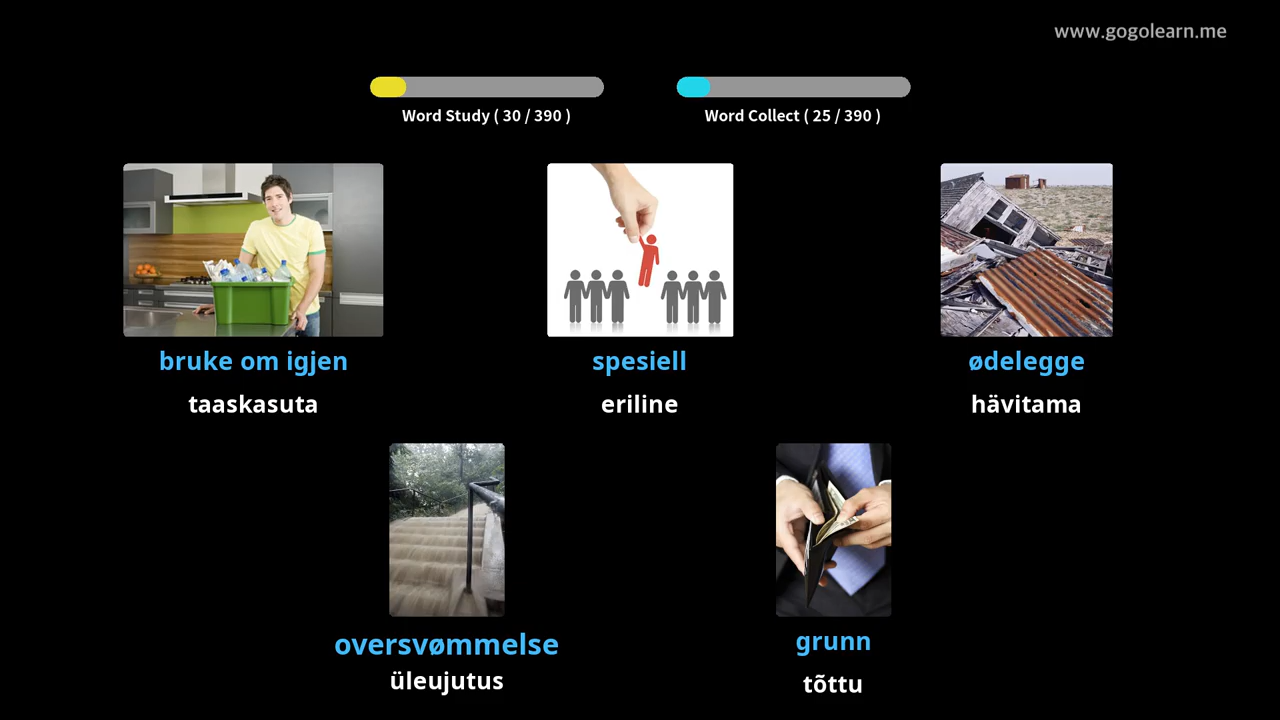 www.gogolearn.me
Word Study ( 30 / 390 )
Word Collect ( 25 / 390 )
bruke om igjen
taaskasuta
spesiell
eriline
ødelegge
hävitama
oversvømmelse
üleujutus
grunn
tõttu